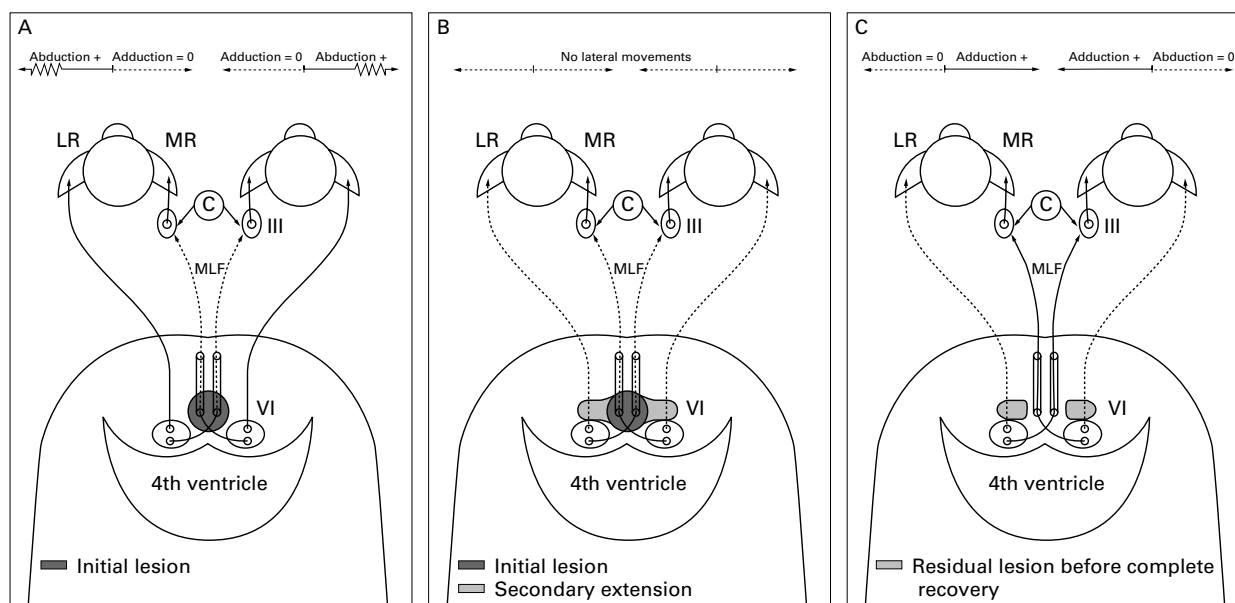 A
Abduction + Adduction = 0 Adduction = 0 Abduction +
LR MR
C
III
MLF
VI
4th ventricle
Initial lesion
B
No lateral movements
LR MR
C
III
MLF
VI
4th ventricle
Initial lesion
Secondary extension
C
Abduction = 0 Adduction + Adduction + Abduction = 0
LR MR
C
III
MLF
VI
4th ventricle
Residual lesion before complete
recovery